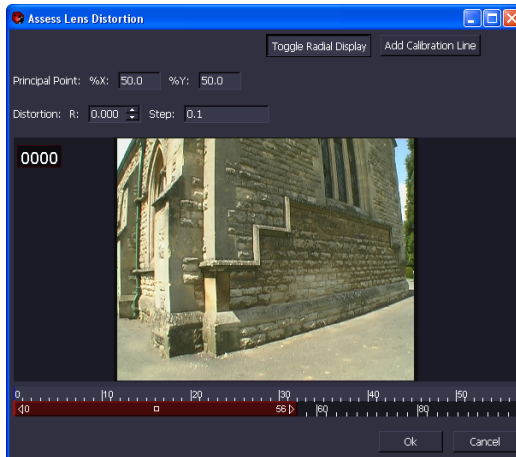 Assess Lens Distortion
Toggle Radial Display Add Calibration Line
Principal Point: %X: 50.0 %Y: 50.0
Distortion: R: 0.000 Step: 0.1
0000
0 10 20 30 40 50
0 56 60 80
Ok Cancel